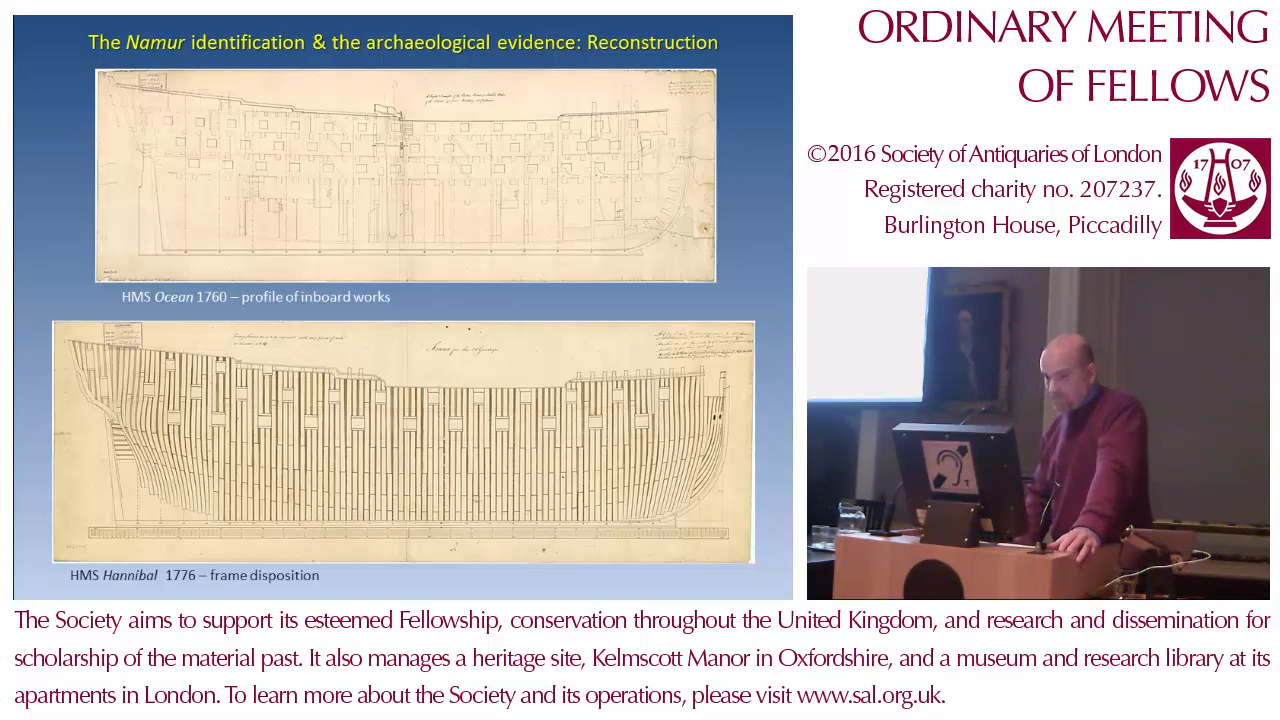 The Namur identification & the archaeological evidence: Reconstruction
HMS Ocean 1760 – profile of inboard works
HMS Hannibal 1776 – frame disposition
ORDINARY MEETING
OF FELLOWS
©2016 Society of Antiquaries of London
Registered charity no. 207237.
Burlington House, Piccadilly
17 07
T
The Society aims to support its esteemed Fellowship, conservation throughout the United Kingdom, and research and dissemination for
scholarship of the material past. It also manages a heritage site, Kelmscott Manor in Oxfordshire, and a museum and research library at its
apartments in London. To learn more about the Society and its operations, please visit www.sal.org.uk.